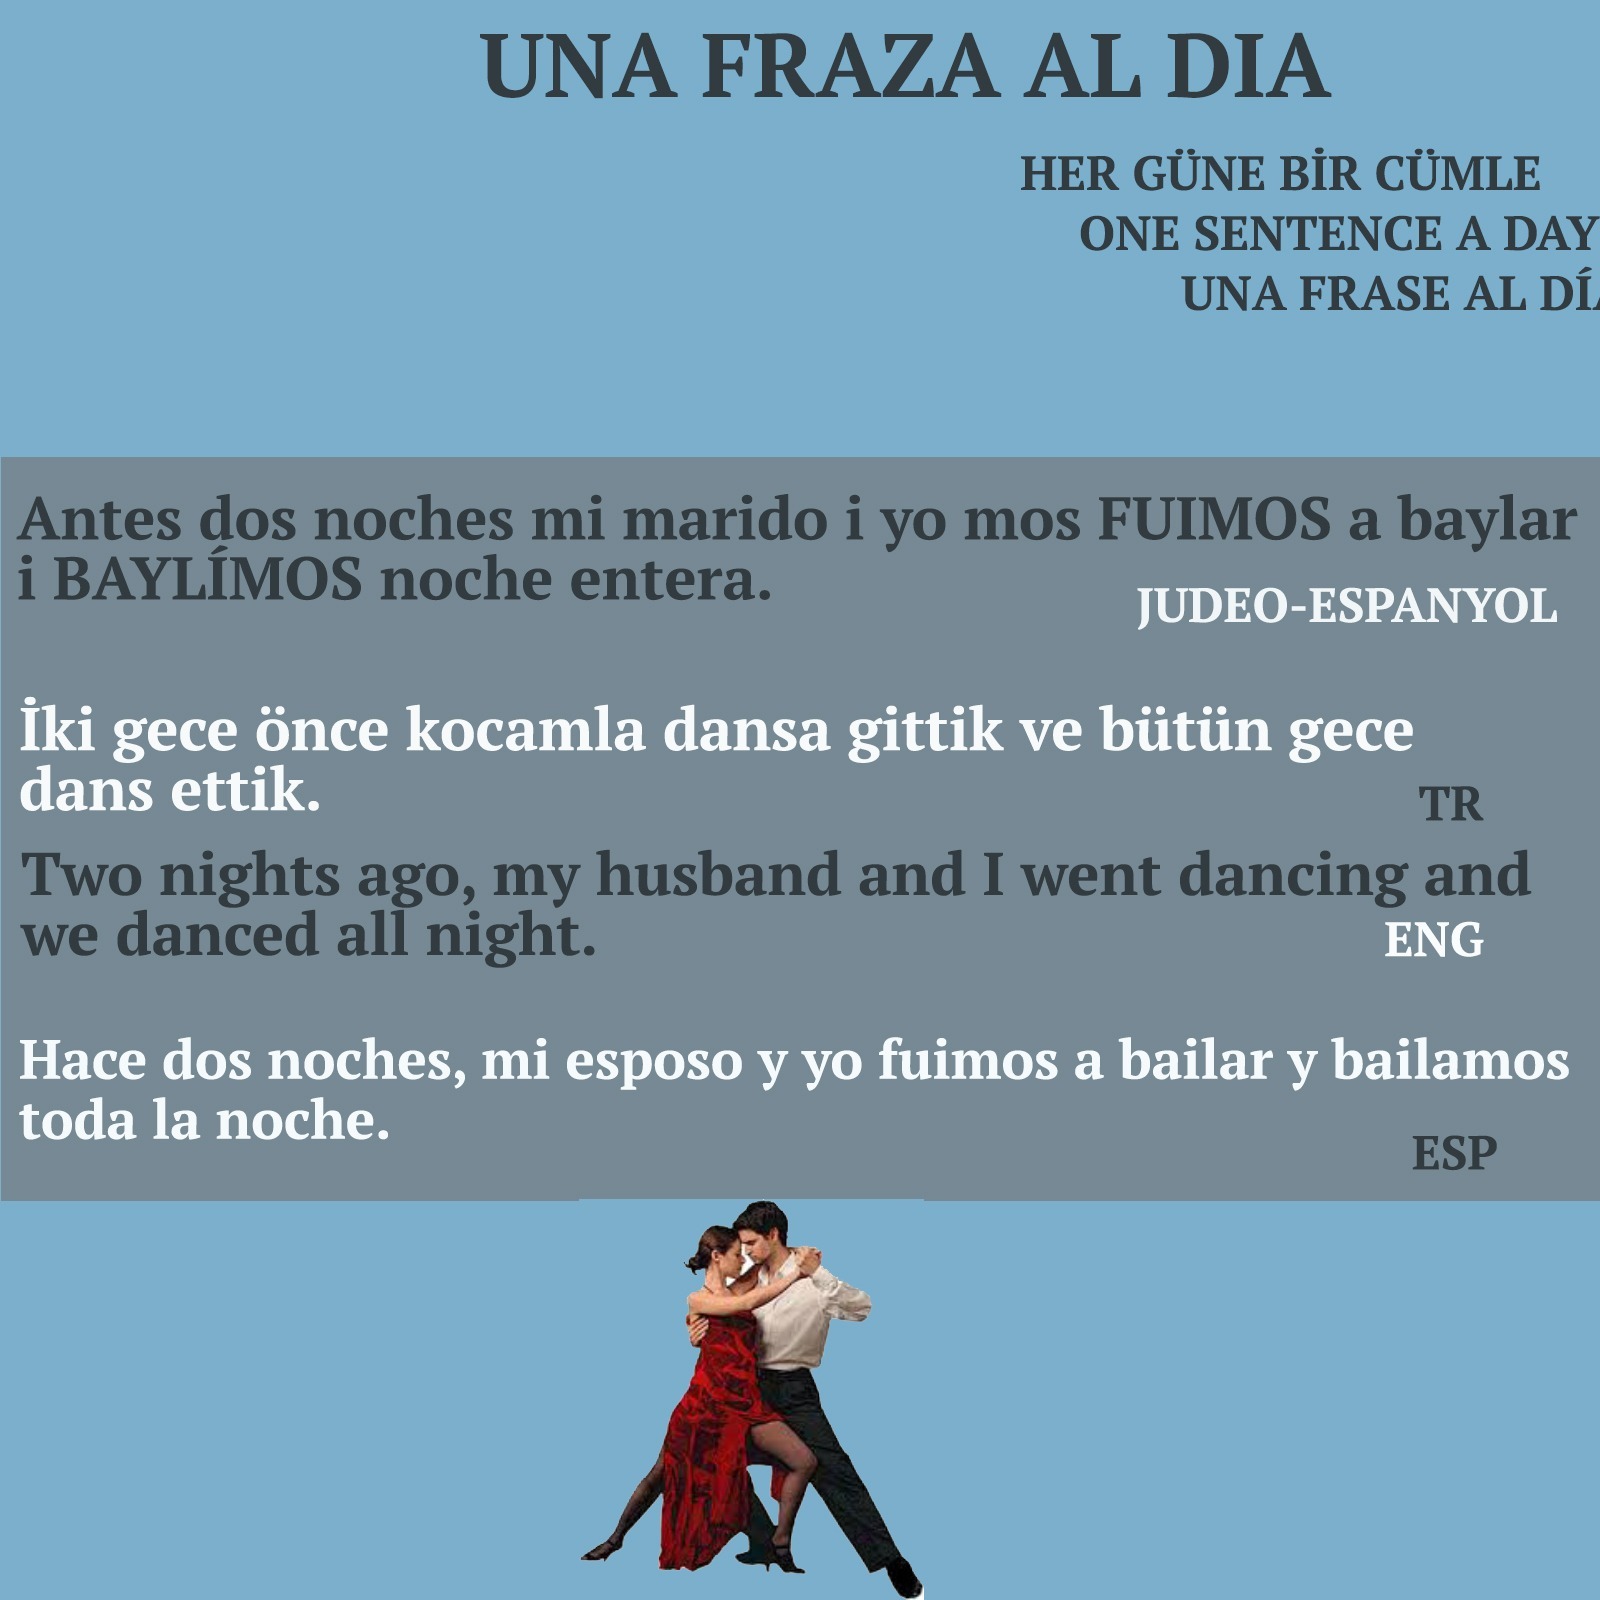 UNA FRAZA AL DIA
HER GÜNE BİR CÜMLE
ONE SENTENCE A DAY
UNA FRASE AL DÍA
Antes dos noches mi marido i yo mos FUIMOS a baylar
i BAYLÍMOS noche entera.
JUDEO-ESPANYOL
İki gece önce kocamla dansa gittik ve bütün gece
dans ettik.
TR
Two nights ago, my husband and I went dancing and
we danced all night.
ENG
Hace dos noches, mi esposo y yo fuimos a bailar y bailamos
toda la noche.
ESP